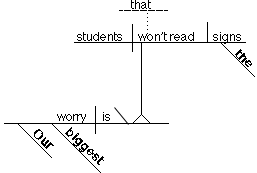 that
students won't read signs
the
worry is
Our biggest